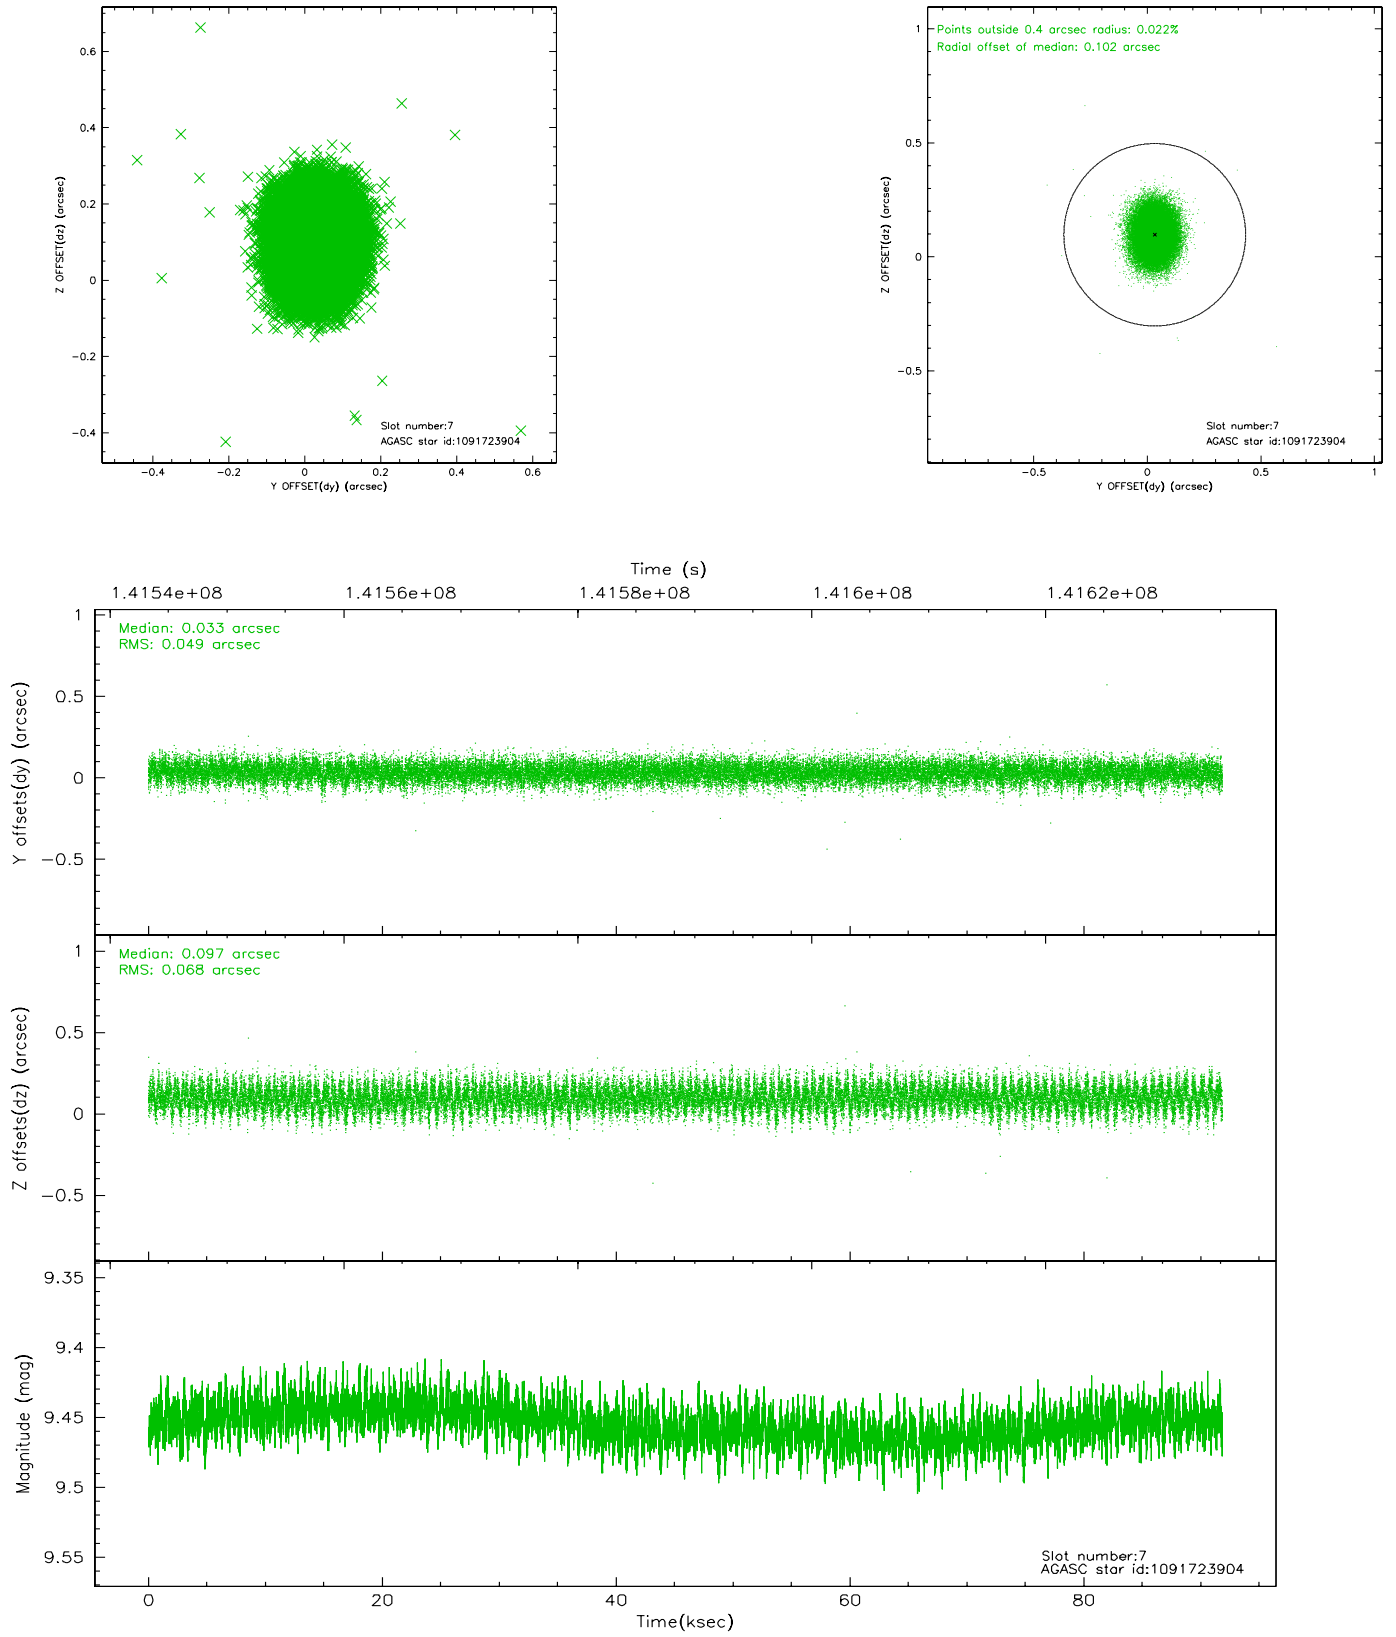 0.6
0.4
0.2
0
−0.2
−0.4
Z OFFSET(dz) (arcsec)
Slot number:7
AGASC star id:1091723904
−0.4 −0.2 0 0.2 0.4 0.6
Y OFFSET(dy) (arcsec)
Points outside 0.4 arcsec radius: 0.022%
Radial offset of median: 0.102 arcsec
1
0.5
0
−0.5
Z OFFSET(dz) (arcsec)
Slot number:7
AGASC star id:1091723904
−0.5 0 0.5 1
Y OFFSET(dy) (arcsec)
Time (s)
1.4154e+08 1.4156e+08 1.4158e+08 1.416e+08 1.4162e+08
Median: 0.033 arcsec
RMS: 0.049 arcsec
1
0.5
0
−0.5
Y offsets(dy) (arcsec)
Median: 0.097 arcsec
RMS: 0.068 arcsec
1
0.5
0
−0.5
Z offsets(dz) (arcsec)
9.35
9.4
9.45
9.5
9.55
Magnitude (mag)
Slot number:7
AGASC star id:1091723904
0 20 40 60 80
Time(ksec)